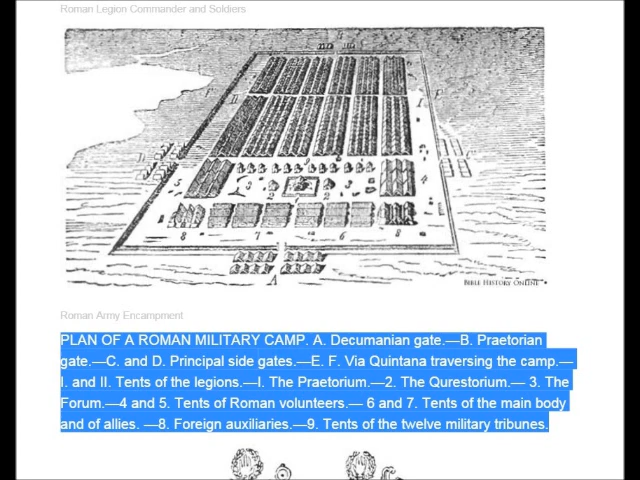 Roman Legion Commander and Soldiers
BIBLE HISTORY ONLINE
Roman Army Encampment
PLAN OF A ROMAN MILITARY CAMP. A. Decumanian gate.—B. Praetorian
gate.—C. and D. Principal side gates.—E. F. Via Quintana traversing the camp.—
I. and II. Tents of the legions.—I. The Praetorium.—2. The Qurestorium.— 3. The
Forum.—4 and 5. Tents of Roman volunteers.— 6 and 7. Tents of the main body
and of allies. —8. Foreign auxiliaries.—9. Tents of the twelve military tribunes.